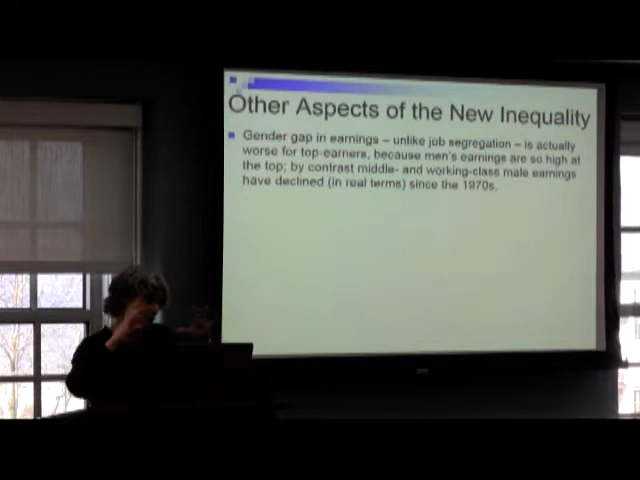 Other Aspects of the New Inequality
Gender gap in earnings – unlike job segregation – is actually
worse for top-earners, because men's earnings are so high at
the top; by contrast middle- and working-class male earnings
have declined (in real terms) since the 1970s.